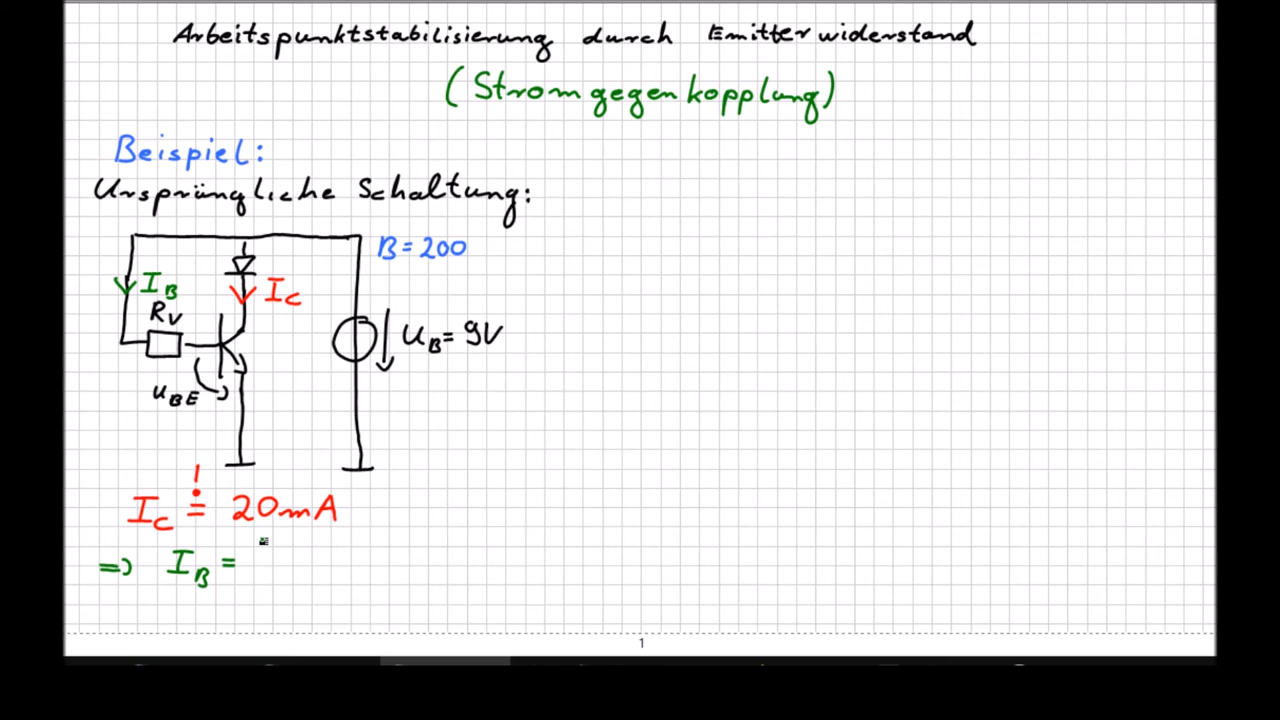 Arbeitspunktstabilisierung durch Emitterwiderstand
(Stromgegenkopplung)
Beispiel:
Ursprüngliche Schaltung:
B = 200
I_B
I_C
R_V
U_B = 9V
U_BE
I_C =! 20mA
=> I_B =
1